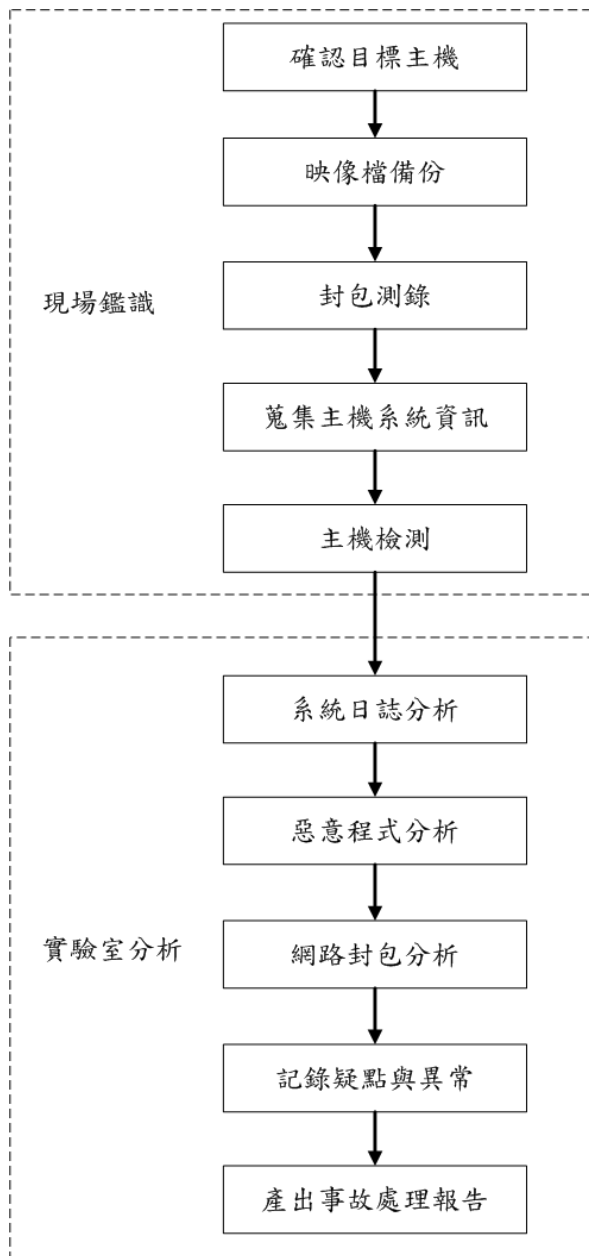 確認目標主機
映像檔備份
封包測錄
現場鑑識
蒐集主機系統資訊
主機檢測
系統日誌分析
惡意程式分析
實驗室分析
網路封包分析
記錄疑點與異常
產出事故處理報告